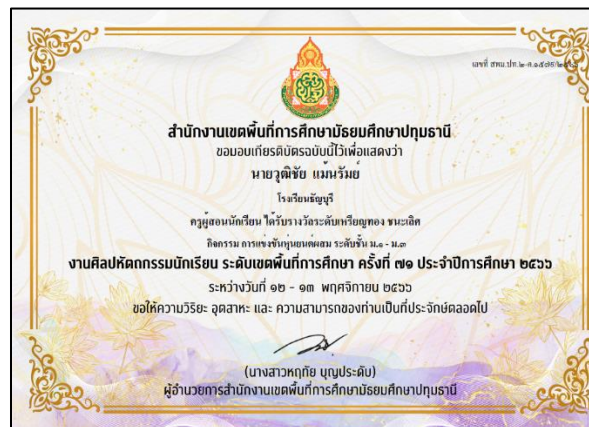 เลขที่ สพม.ปท.๒-ค.
สำนักงานเขตพื้นที่การศึกษามัธยมศึกษาปทุมธานี
ขอมอบเกียรติบัตรฉบับนี้ไว้เพื่อแสดงว่า
นายวุฒิชัย แม้นรัมย์
โรงเรียนธัญบุรี
ครูผู้สอนนักเรียน ได้รับรางวัลระดับเหรียญทอง ชนะเลิศ
กิจกรรม การแข่งขันหุ่นยนต์ผสม ระดับชั้น ม.๑ - ม.๓
งานศิลปหัตถกรรมนักเรียน ระดับเขตพื้นที่การศึกษา ครั้งที่ ๗๑ ประจำปีการศึกษา ๒๕๖๖
ระหว่างวันที่ ๑๒ - ๑๓ พฤศจิกายน ๒๕๖๖
ขอให้ความวิริยะ อุตสาหะ และ ความสามารถของท่านเป็นที่ประจักษ์ตลอดไป
(นางสาวหฤทัย บุญประดับ)
ผู้อำนวยการสำนักงานเขตพื้นที่การศึกษามัธยมศึกษาปทุมธานี